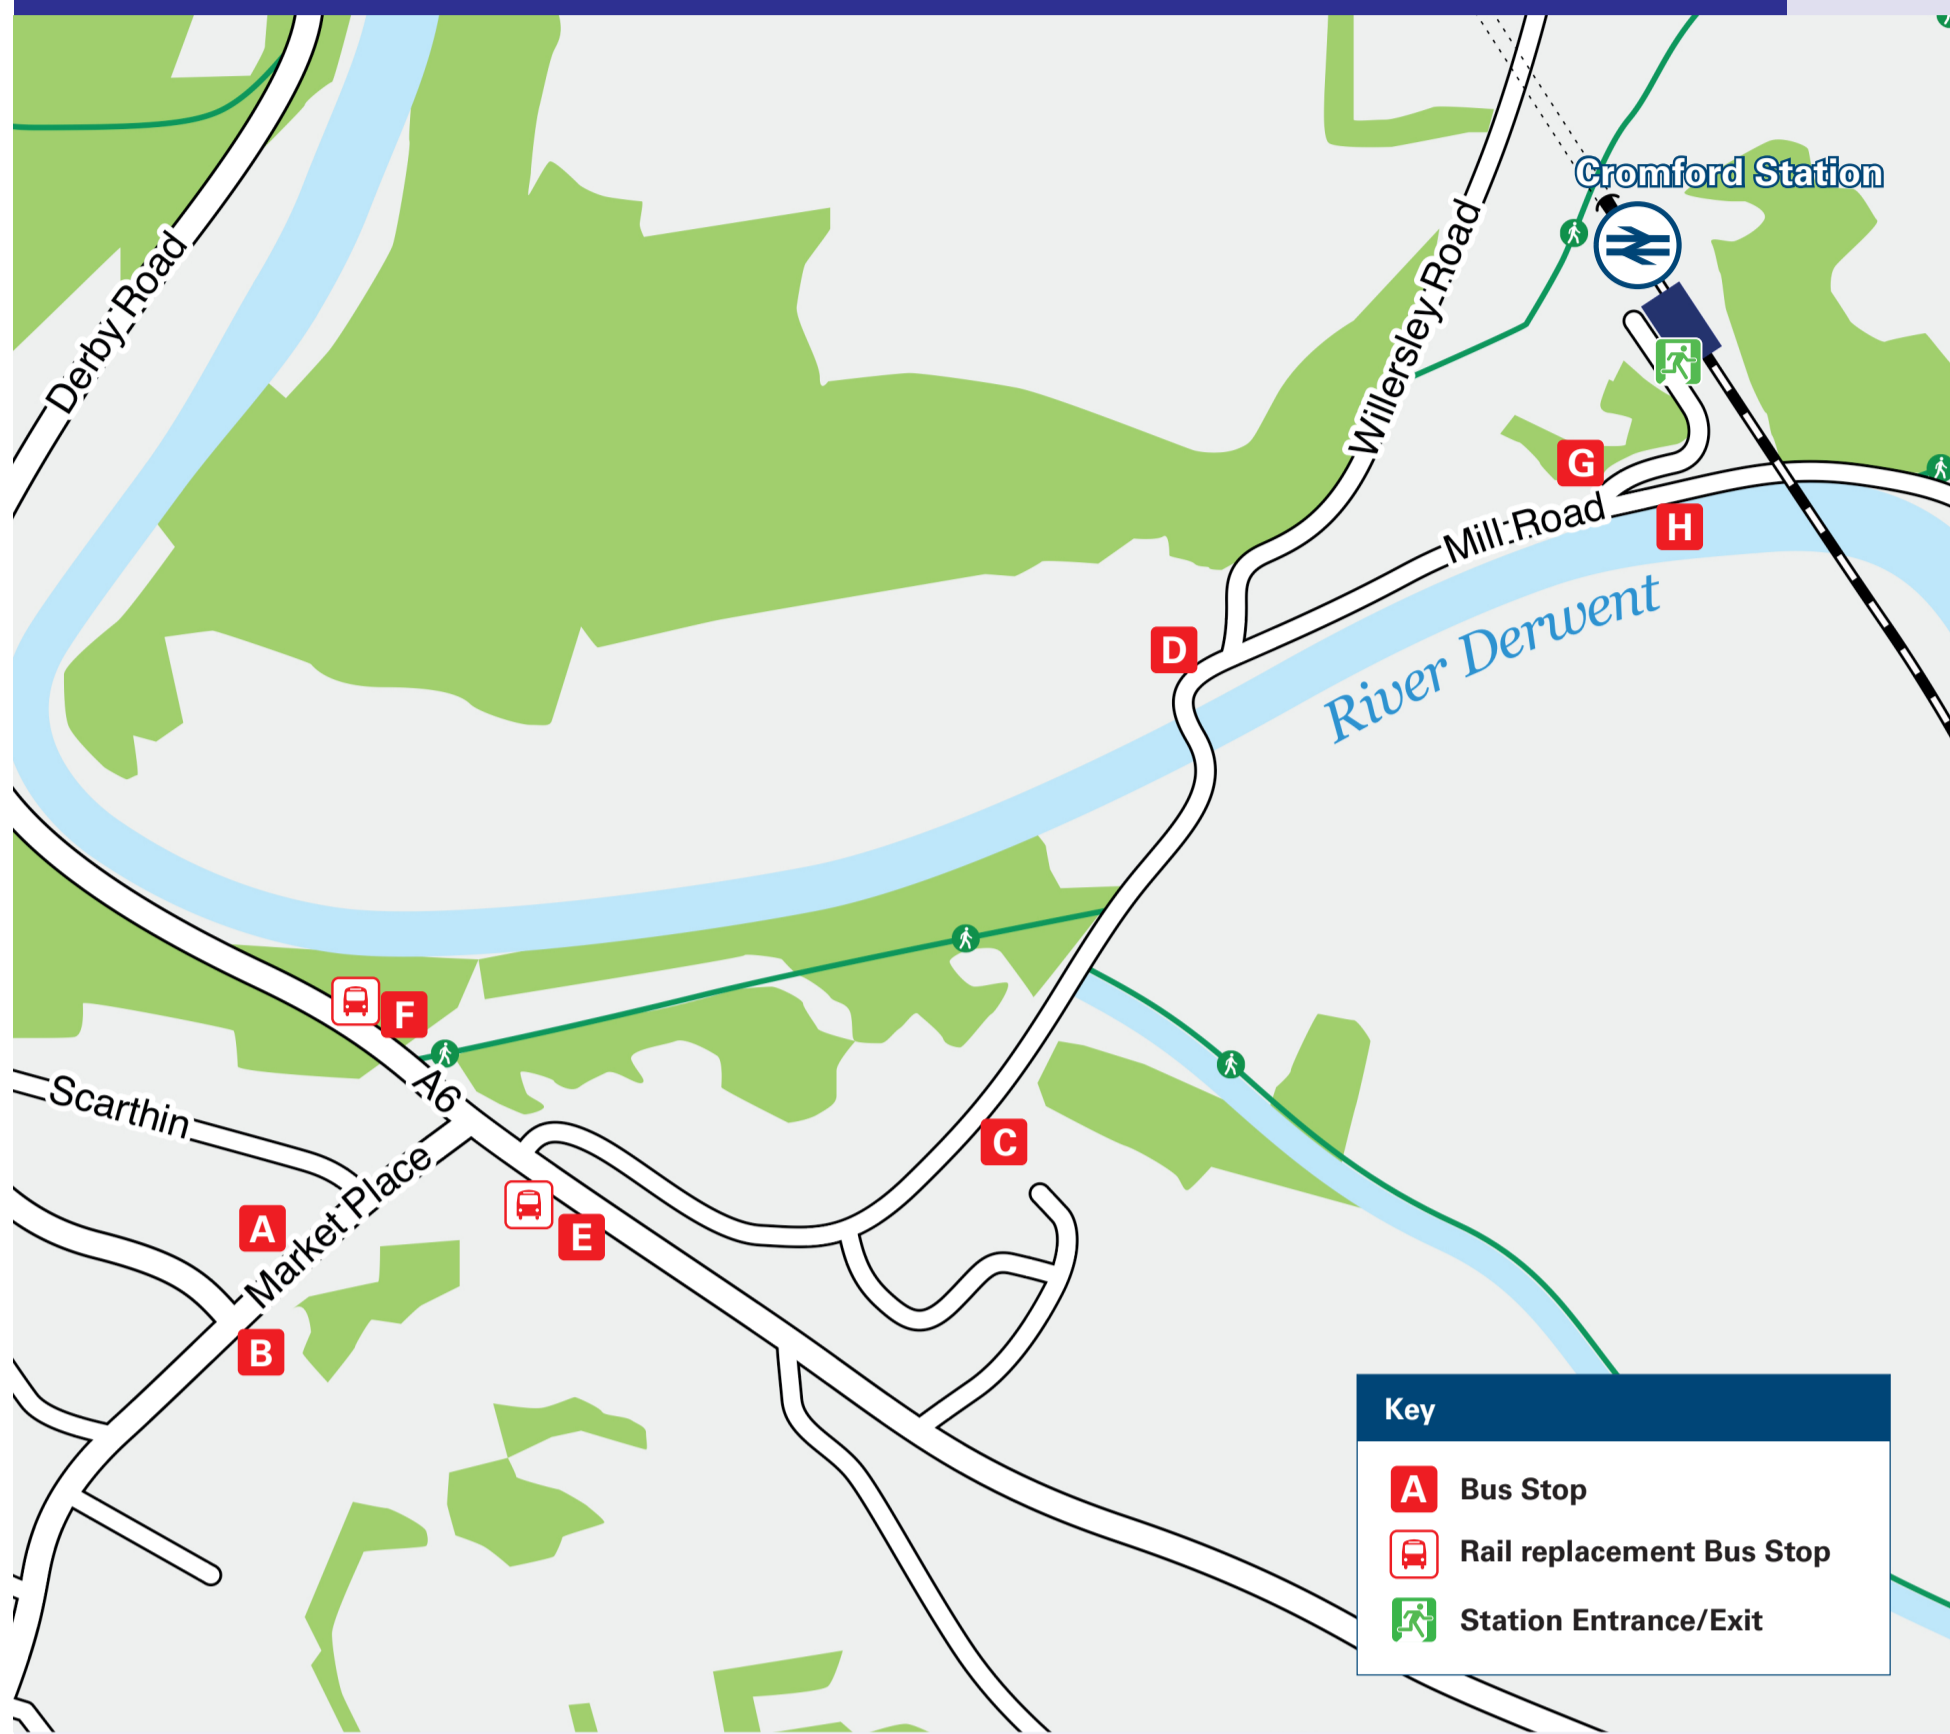 Cromford Station
Derby Road
Willersley Road
G
Mill Road
H
River Derwent
D
F
A6
Scarthin
C
Market Place
A
E
B
Key
A Bus Stop
Rail replacement Bus Stop
Station Entrance/Exit